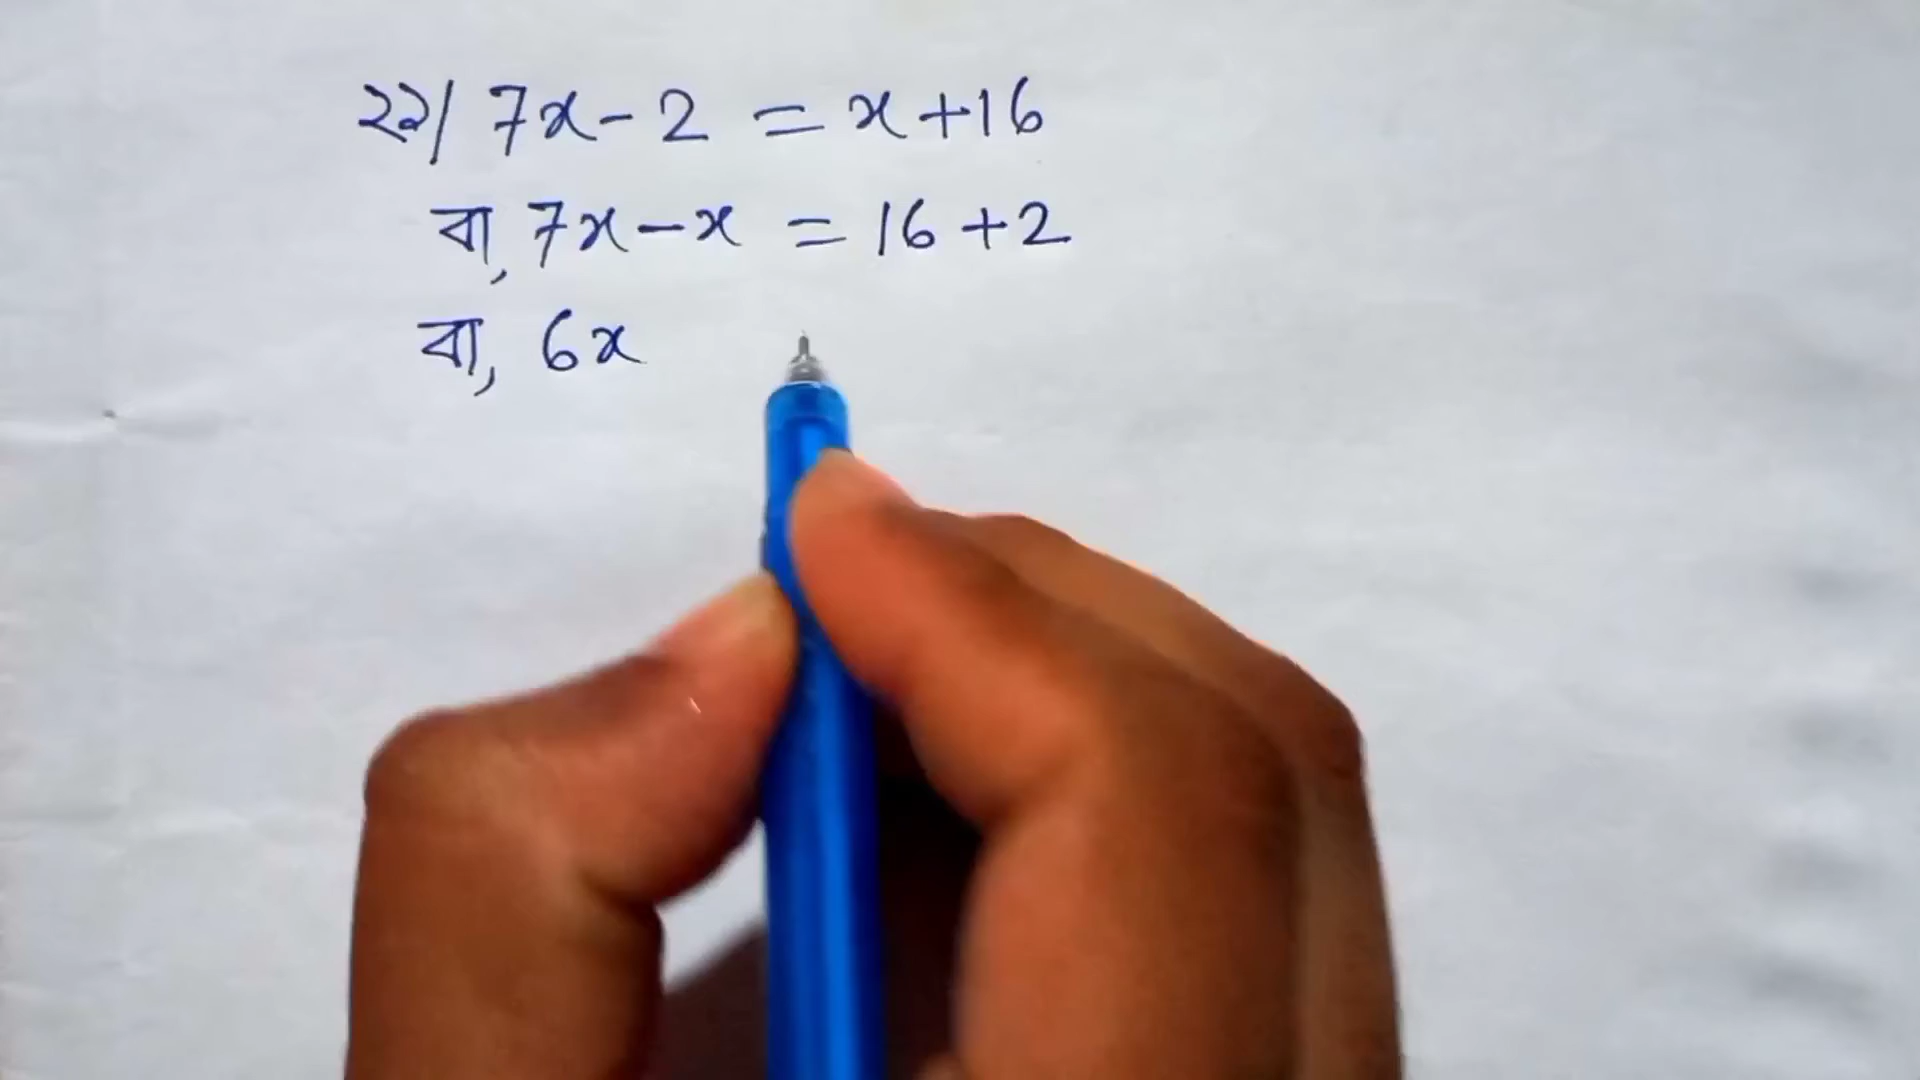 ২২। 7x - 2 = x + 16
বা, 7x - x = 16 + 2
বা, 6x